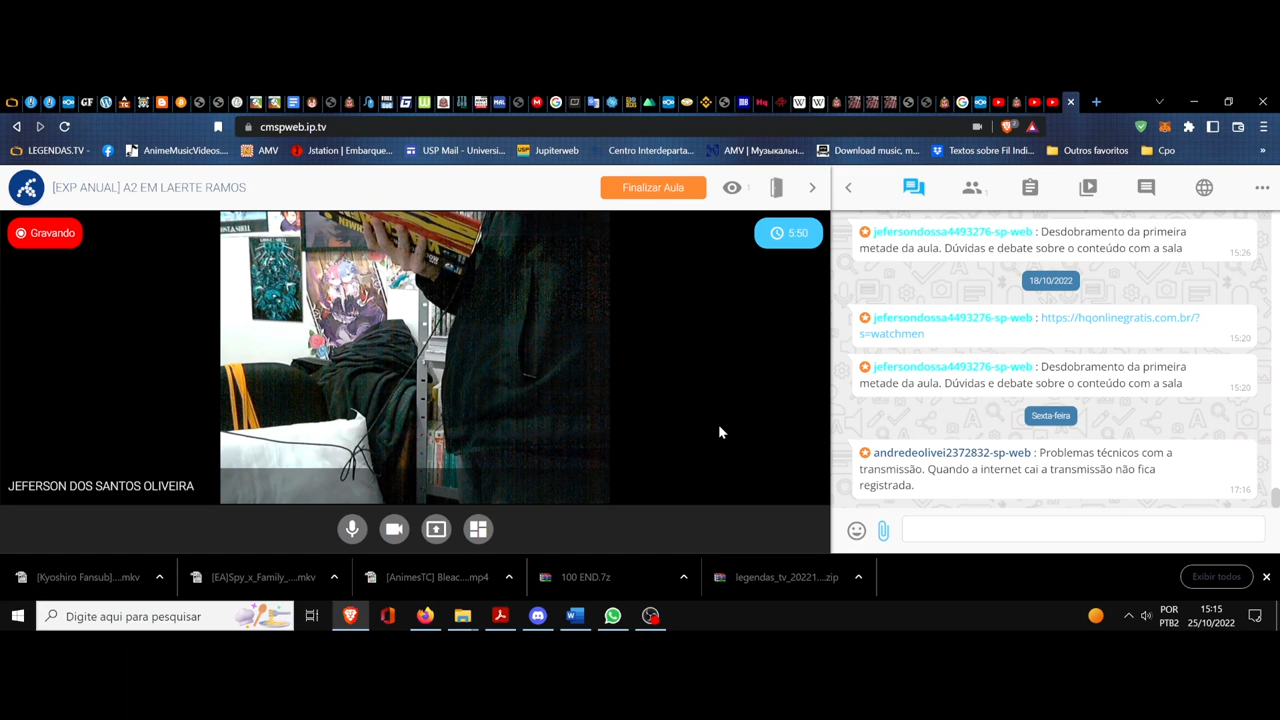 cmspweb.ip.tv
2
LEGENDAS.TV -
AnimeMusicVideos...
AMV
Jstation | Embarque...
USP Mail - Universi...
Jupiterweb
Centro Interdeparta...
AMV | Музыкальн...
Download music, m...
Textos sobre Fil Indi...
Outros favoritos
Cpo
»
[EXP ANUAL] A2 EM LAERTE RAMOS
Finalizar Aula
1
1
Gravando
5:50
JEFERSON DOS SANTOS OLIVEIRA
jefersondossa4493276-sp-web : Desdobramento da primeira
metade da aula. Dúvidas e debate sobre o conteúdo com a sala
15:26
18/10/2022
jefersondossa4493276-sp-web : https://hqonlinegratis.com.br/?
s=watchmen
15:20
jefersondossa4493276-sp-web : Desdobramento da primeira
metade da aula. Dúvidas e debate sobre o conteúdo com a sala
15:20
Sexta-feira
andredeolivei2372832-sp-web : Problemas técnicos com a
transmissão. Quando a internet cai a transmissão não fica
registrada.
17:16
[Kyoshiro Fansub]....mkv
[EA]Spy_x_Family_....mkv
[AnimesTC] Bleac....mp4
100 END.7z
legendas_tv_20221....zip
Exibir todos
Digite aqui para pesquisar
POR
PTB2
15:15
25/10/2022